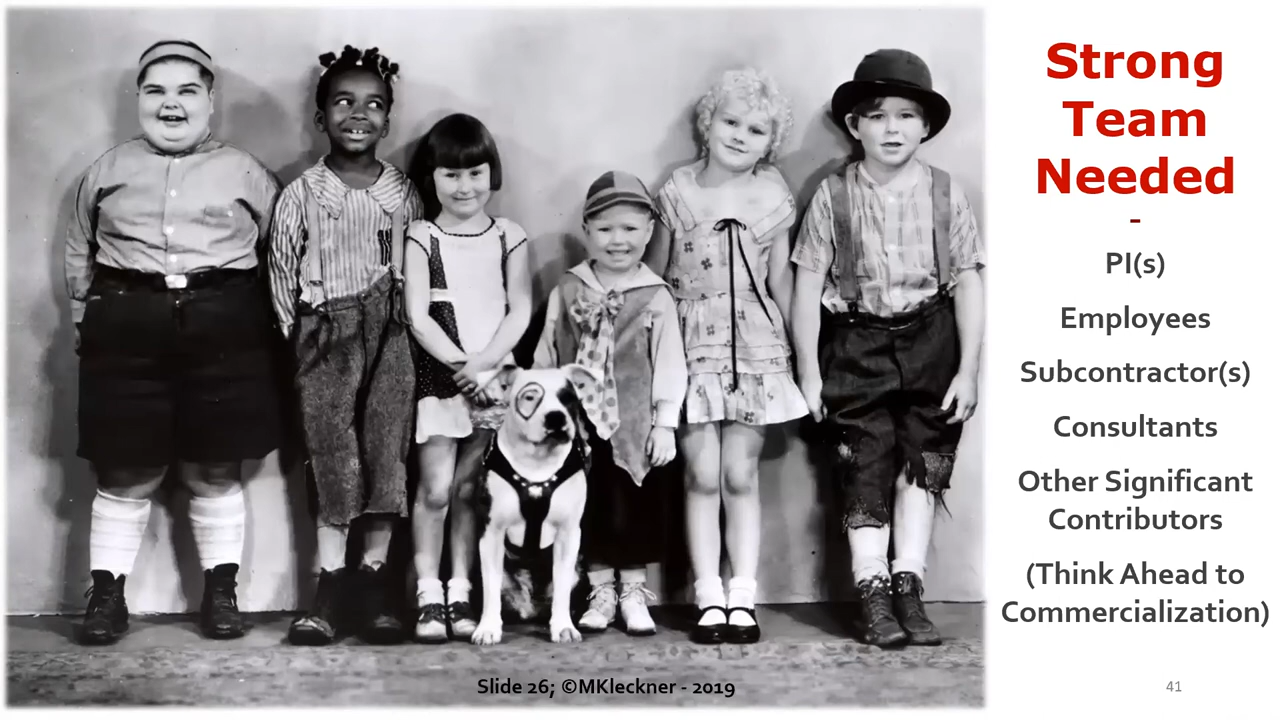 Strong
Team
Needed
-
PI(s)
Employees
Subcontractor(s)
Consultants
Other Significant
Contributors
(Think Ahead to
Commercialization)
Slide 26; ©MKleckner - 2019
41